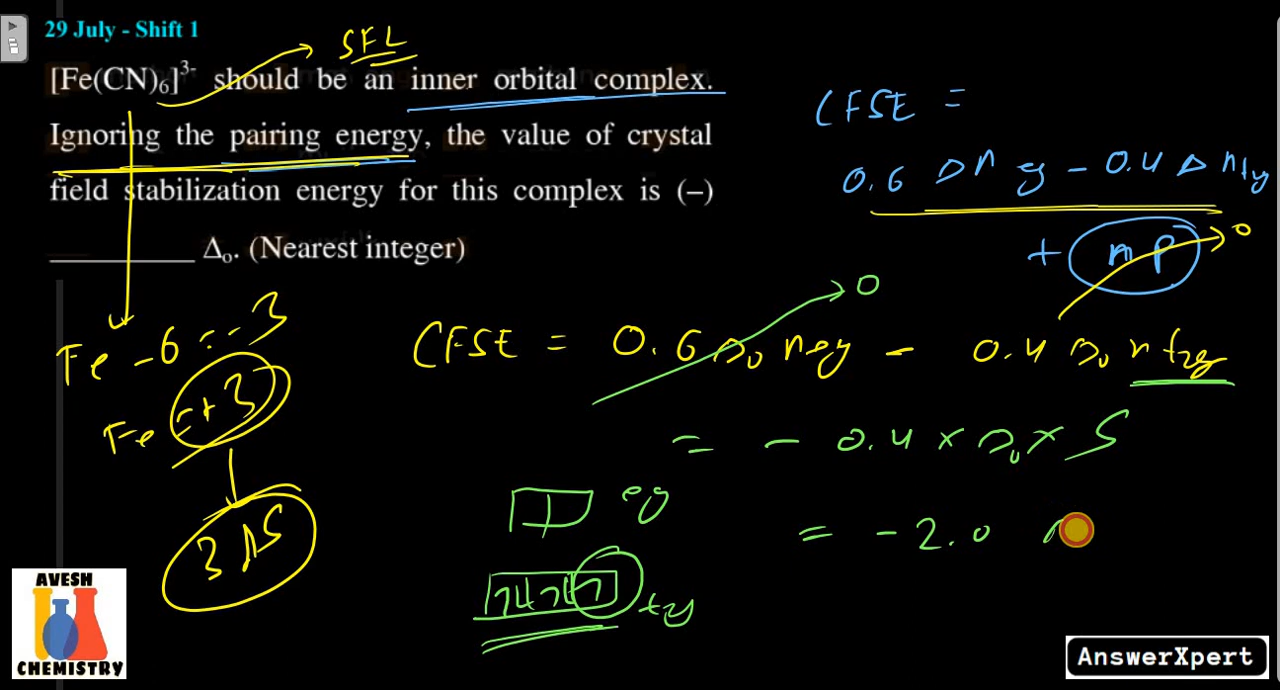 29 July - Shift 1
SFL
[Fe(CN)6]3- should be an inner orbital complex.
Ignoring the pairing energy, the value of crystal
field stabilization energy for this complex is (–)
__________ Δo. (Nearest integer)
CFSE =
0.6 Δ n eg – 0.4 Δ n t2g
+ mp → 0
Fe – 6 = – 3
Fe = +3
3d5
CFSE = 0.6 Δo n eg – 0.4 Δo n t2g
0
= – 0.4 × Δo × 5
= – 2.0
eg
t2g
AVESH
CHEMISTRY
AnswerXpert